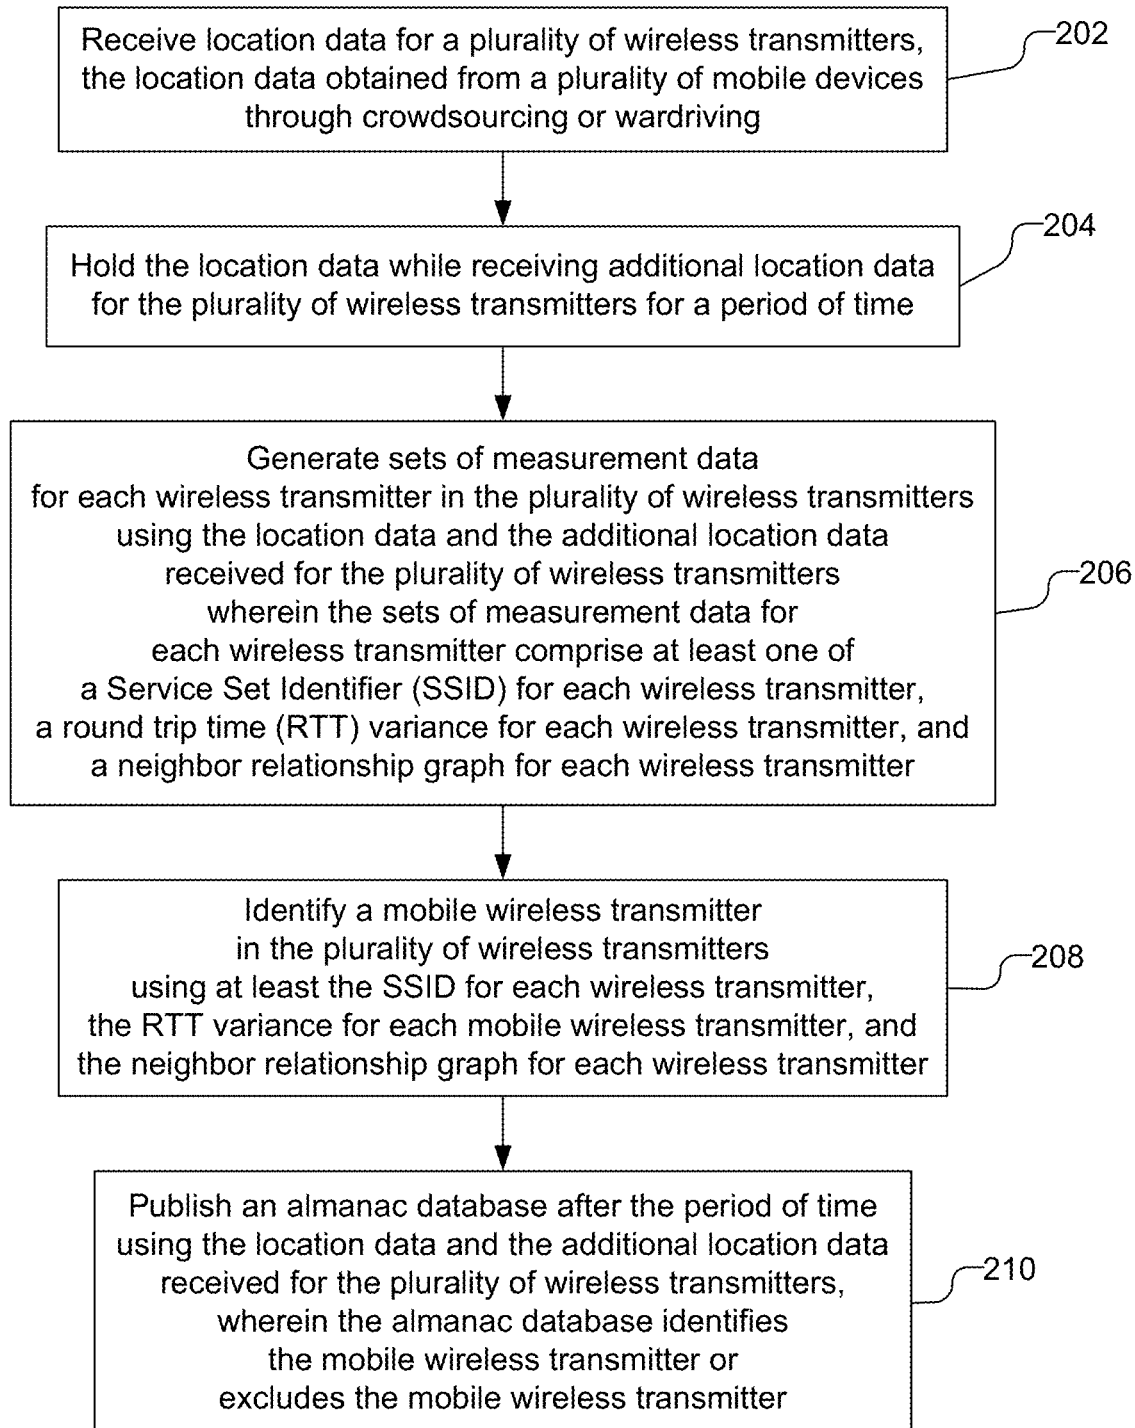 Receive location data for a plurality of wireless transmitters,
the location data obtained from a plurality of mobile devices
through crowdsourcing or wardriving
202
Hold the location data while receiving additional location data
for the plurality of wireless transmitters for a period of time
204
Generate sets of measurement data
for each wireless transmitter in the plurality of wireless transmitters
using the location data and the additional location data
received for the plurality of wireless transmitters
wherein the sets of measurement data for
each wireless transmitter comprise at least one of
a Service Set Identifier (SSID) for each wireless transmitter,
a round trip time (RTT) variance for each wireless transmitter, and
a neighbor relationship graph for each wireless transmitter
206
Identify a mobile wireless transmitter
in the plurality of wireless transmitters
using at least the SSID for each wireless transmitter,
the RTT variance for each mobile wireless transmitter, and
the neighbor relationship graph for each wireless transmitter
208
Publish an almanac database after the period of time
using the location data and the additional location data
received for the plurality of wireless transmitters,
wherein the almanac database identifies
the mobile wireless transmitter or
excludes the mobile wireless transmitter
210